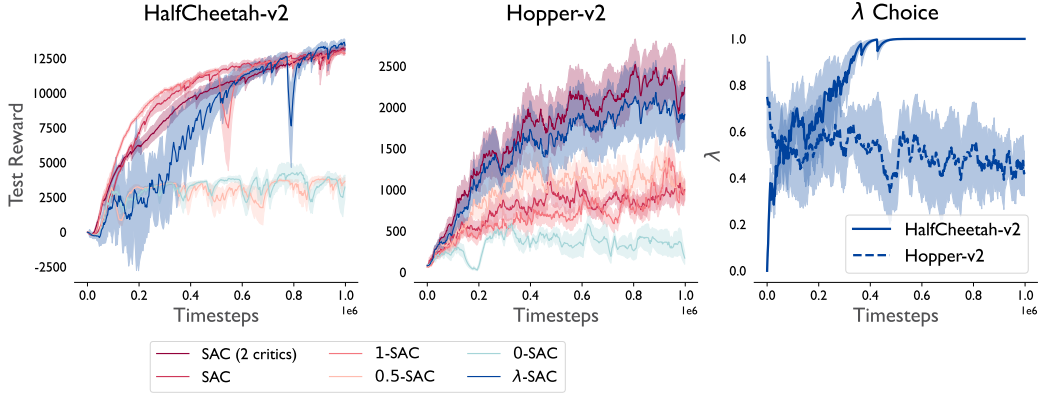 HalfCheetah-v2
Hopper-v2
λ Choice
Test Reward
12500
10000
7500
5000
2500
0
-2500
0.0 0.2 0.4 0.6 0.8 1.0
1e6
Timesteps
2500
2000
1500
1000
500
0
0.0 0.2 0.4 0.6 0.8 1.0
1e6
Timesteps
λ
1.0
0.8
0.6
0.4
0.2
0.0
HalfCheetah-v2
Hopper-v2
0.0 0.2 0.4 0.6 0.8 1.0
1e6
Timesteps
SAC (2 critics) 1-SAC 0-SAC
SAC 0.5-SAC λ-SAC